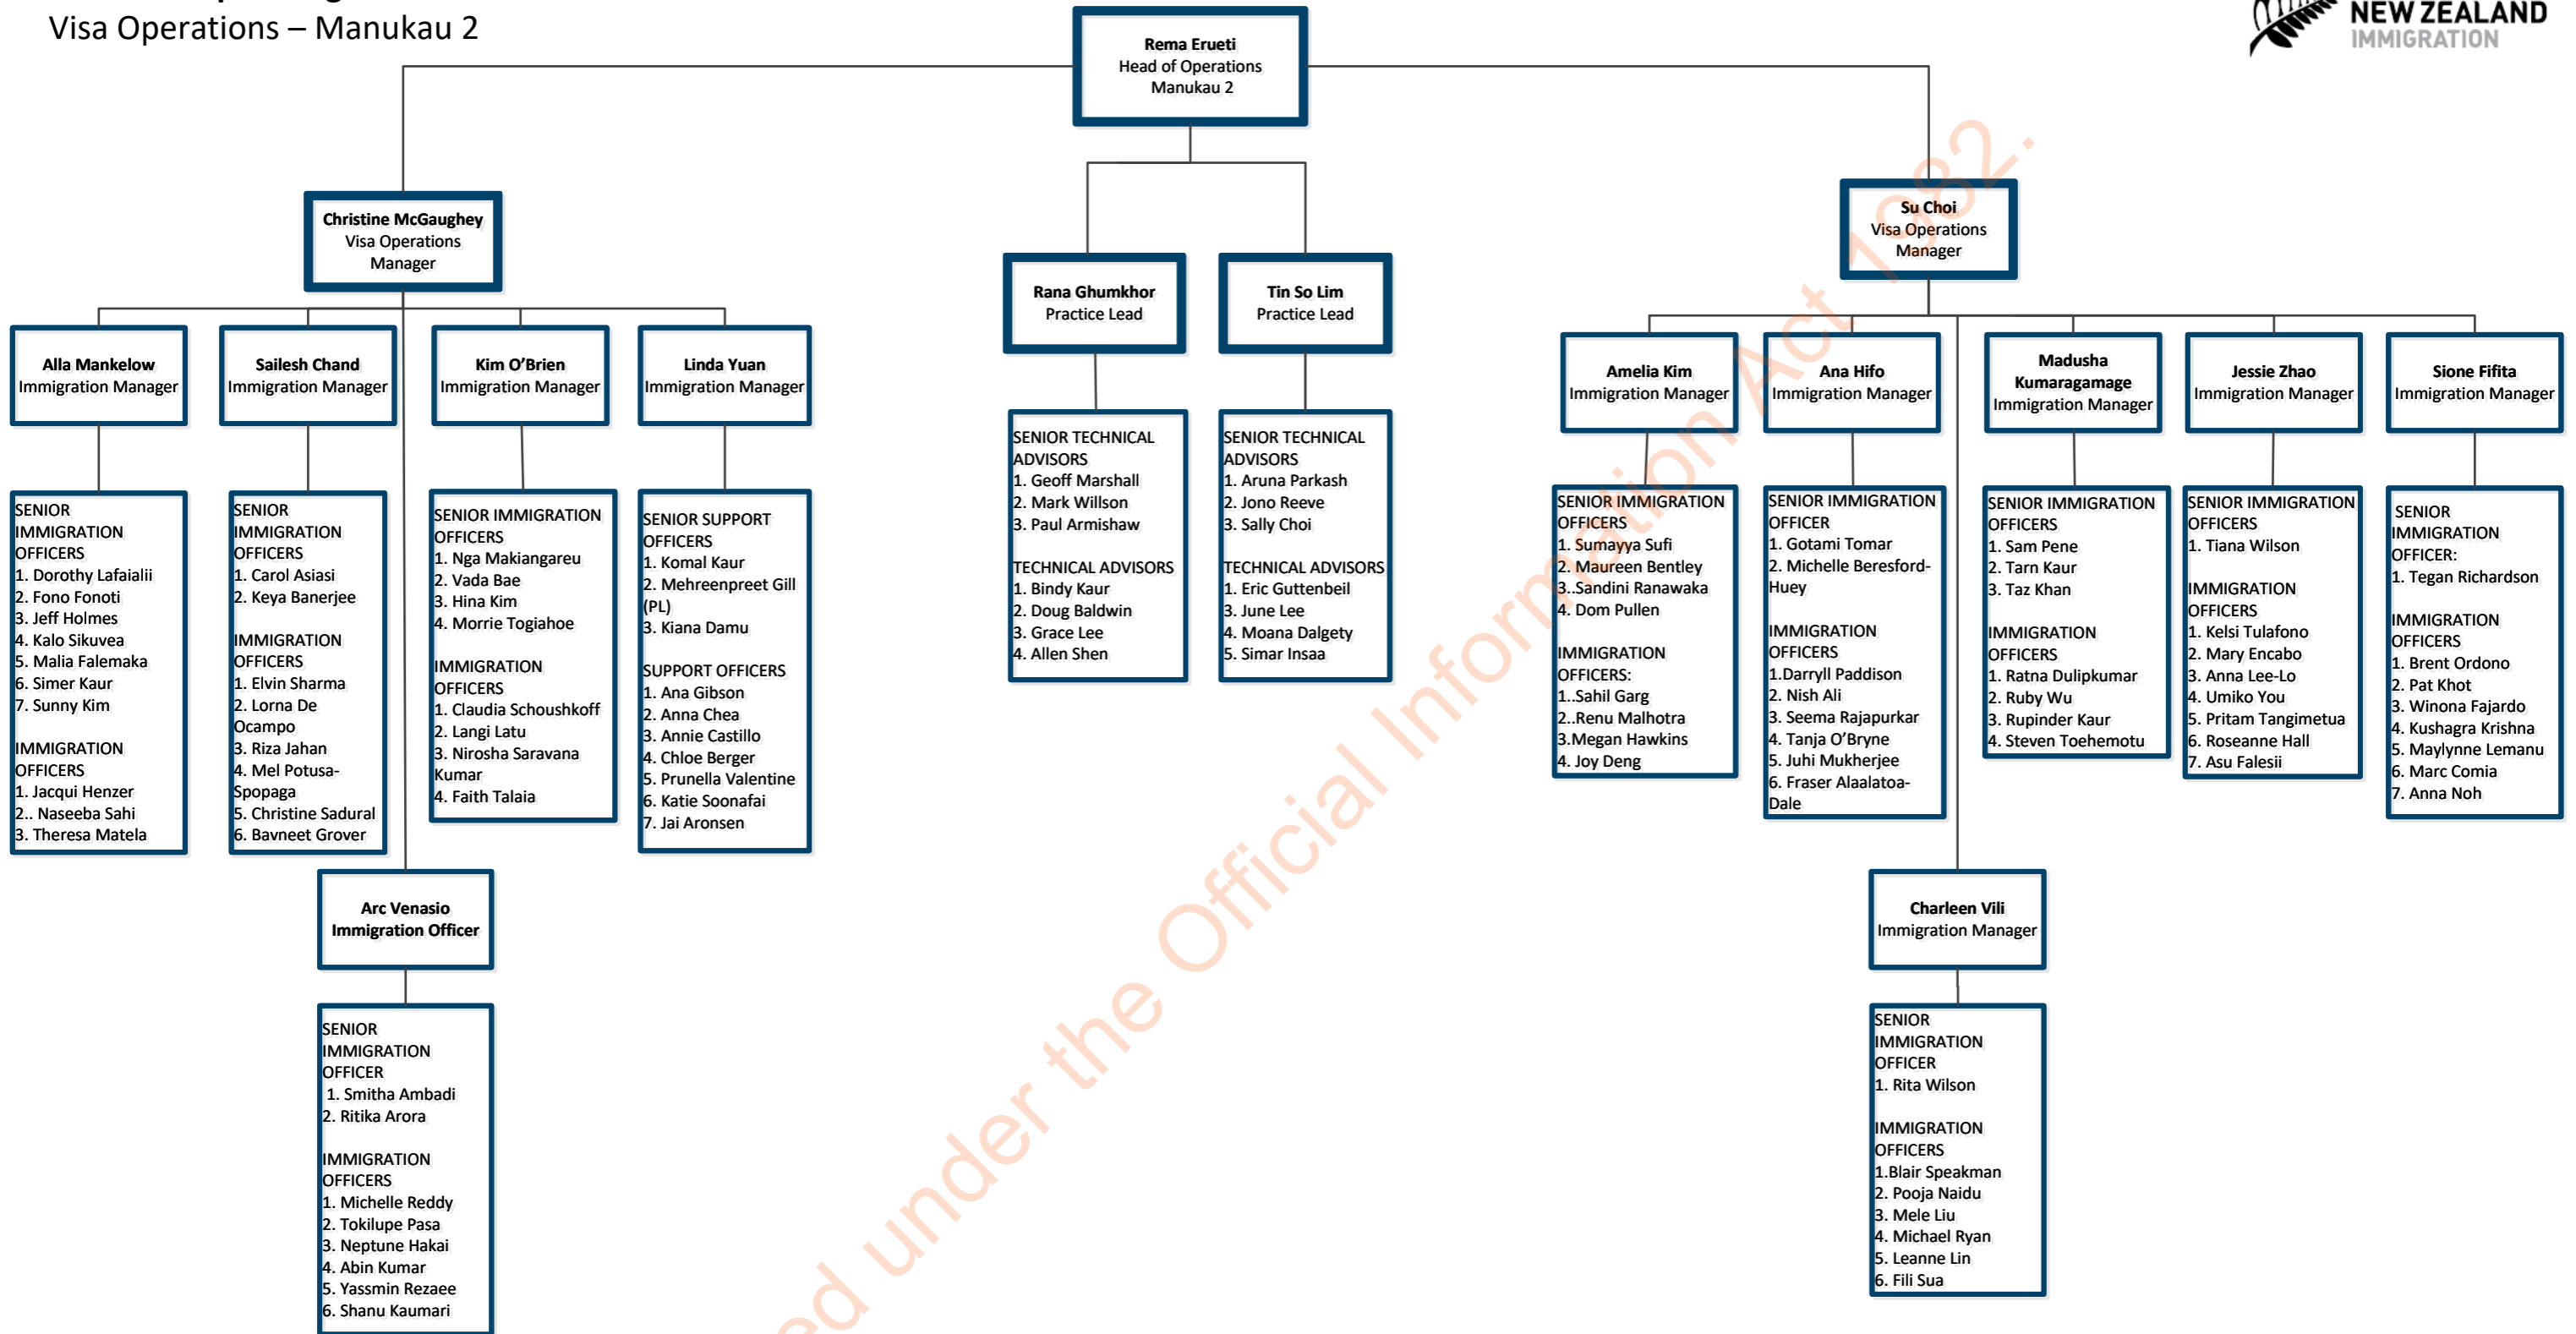 Visa Operations – Manukau 2
NEW ZEALAND
IMMIGRATION
Rema Erueti
Head of Operations
Manukau 2
Christine McGaughey
Visa Operations
Manager
Su Choi
Visa Operations
Manager
Rana Ghumkhor
Practice Lead
Tin So Lim
Practice Lead
Alla Mankelow
Immigration Manager
Sailesh Chand
Immigration Manager
Kim O’Brien
Immigration Manager
Linda Yuan
Immigration Manager
Amelia Kim
Immigration Manager
Ana Hifo
Immigration Manager
Madusha
Kumaragamage
Immigration Manager
Jessie Zhao
Immigration Manager
Sione Fifita
Immigration Manager
SENIOR
IMMIGRATION
OFFICERS
1. Dorothy Lafaialii
2. Fono Fonoti
3. Jeff Holmes
4. Kalo Sikuvea
5. Malia Falemaka
6. Simer Kaur
7. Sunny Kim
IMMIGRATION
OFFICERS
1. Jacqui Henzer
2.. Naseeba Sahi
3. Theresa Matela
SENIOR
IMMIGRATION
OFFICERS
1. Carol Asiasi
2. Keya Banerjee
IMMIGRATION
OFFICERS
1. Elvin Sharma
2. Lorna De
Ocampo
3. Riza Jahan
4. Mel Potusa-
Spopaga
5. Christine Sadural
6. Bavneet Grover
SENIOR IMMIGRATION
OFFICERS
1. Nga Makiangareu
2. Vada Bae
3. Hina Kim
4. Morrie Togiahoe
IMMIGRATION
OFFICERS
1. Claudia Schoushkoff
2. Langi Latu
3. Nirosha Saravana
Kumar
4. Faith Talaia
SENIOR SUPPORT
OFFICERS
1. Komal Kaur
2. Mehreenpreet Gill
(PL)
3. Kiana Damu
SUPPORT OFFICERS
1. Ana Gibson
2. Anna Chea
3. Annie Castillo
4. Chloe Berger
5. Prunella Valentine
6. Katie Soonafai
7. Jai Aronsen
SENIOR TECHNICAL
ADVISORS
1. Geoff Marshall
2. Mark Willson
3. Paul Armishaw
TECHNICAL ADVISORS
1. Bindy Kaur
2. Doug Baldwin
3. Grace Lee
4. Allen Shen
SENIOR TECHNICAL
ADVISORS
1. Aruna Parkash
2. Jono Reeve
3. Sally Choi
TECHNICAL ADVISORS
1. Eric Guttenbeil
3. June Lee
4. Moana Dalgety
5. Simar Insaa
SENIOR IMMIGRATION
OFFICERS
1. Sumayya Sufi
2. Maureen Bentley
3..Sandini Ranawaka
4. Dom Pullen
IMMIGRATION
OFFICERS:
1..Sahil Garg
2..Renu Malhotra
3.Megan Hawkins
4. Joy Deng
SENIOR IMMIGRATION
OFFICER
1. Gotami Tomar
2. Michelle Beresford-
Huey
IMMIGRATION
OFFICERS
1.Darryll Paddison
2. Nish Ali
3. Seema Rajapurkar
4. Tanja O’Bryne
5. Juhi Mukherjee
6. Fraser Alaalatoa-
Dale
SENIOR IMMIGRATION
OFFICERS
1. Sam Pene
2. Tarn Kaur
3. Taz Khan
IMMIGRATION
OFFICERS
1. Ratna Dulipkumar
2. Ruby Wu
3. Rupinder Kaur
4. Steven Toehemotu
SENIOR IMMIGRATION
OFFICERS
1. Tiana Wilson
IMMIGRATION
OFFICERS
1. Kelsi Tulafono
2. Mary Encabo
3. Anna Lee-Lo
4. Umiko You
5. Pritam Tangimetua
6. Roseanne Hall
7. Asu Falesii
SENIOR
IMMIGRATION
OFFICER:
1. Tegan Richardson
IMMIGRATION
OFFICERS
1. Brent Ordono
2. Pat Khot
3. Winona Fajardo
4. Kushagra Krishna
5. Maylynne Lemanu
6. Marc Comia
7. Anna Noh
Arc Venasio
Immigration Officer
SENIOR
IMMIGRATION
OFFICER
1. Smitha Ambadi
2. Ritika Arora
IMMIGRATION
OFFICERS
1. Michelle Reddy
2. Tokilupe Pasa
3. Neptune Hakai
4. Abin Kumar
5. Yassmin Rezaee
6. Shanu Kaumari
Charleen Vili
Immigration Manager
SENIOR
IMMIGRATION
OFFICER
1. Rita Wilson
IMMIGRATION
OFFICERS
1.Blair Speakman
2. Pooja Naidu
3. Mele Liu
4. Michael Ryan
5. Leanne Lin
6. Fili Sua
under the Official Information Act 1982.